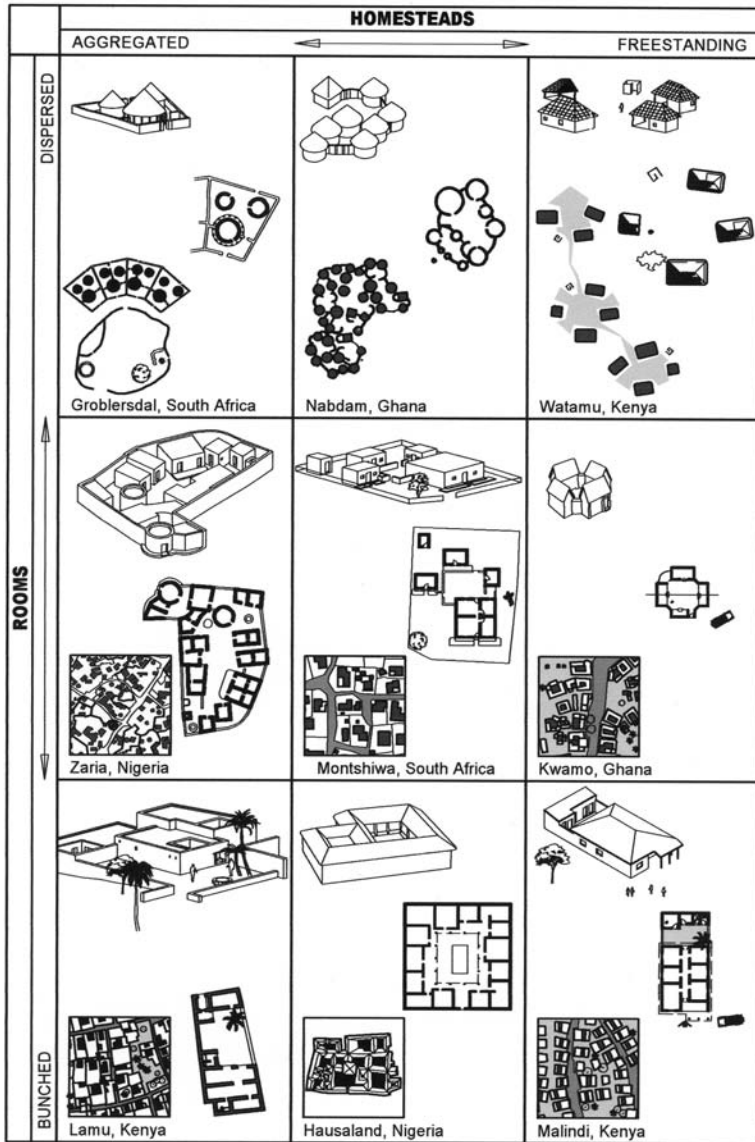 HOMESTEADS
AGGREGATED
FREESTANDING
ROOMS
DISPERSED
BUNCHED
Groblersdal, South Africa
Nabdam, Ghana
Watamu, Kenya
Zaria, Nigeria
Montshiwa, South Africa
Kwamo, Ghana
Lamu, Kenya
Hausaland, Nigeria
Malindi, Kenya